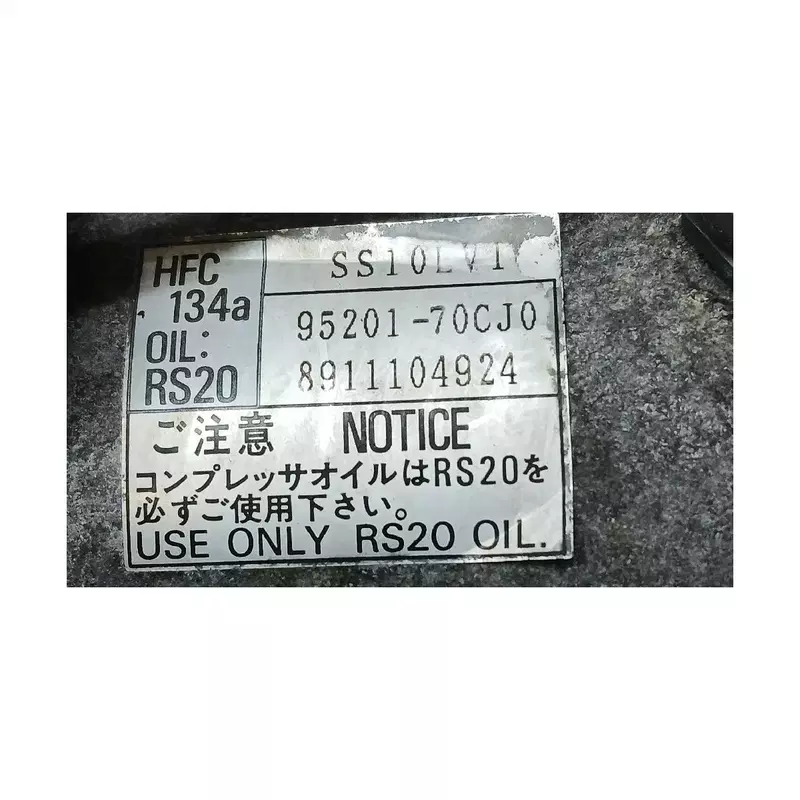 HFC
134a
OIL:
RS20
SS10LV1
95201-70CJ0
8911104924
ご注意 NOTICE
コンプレッサオイルはRS20を
必ずご使用下さい。
USE ONLY RS20 OIL.